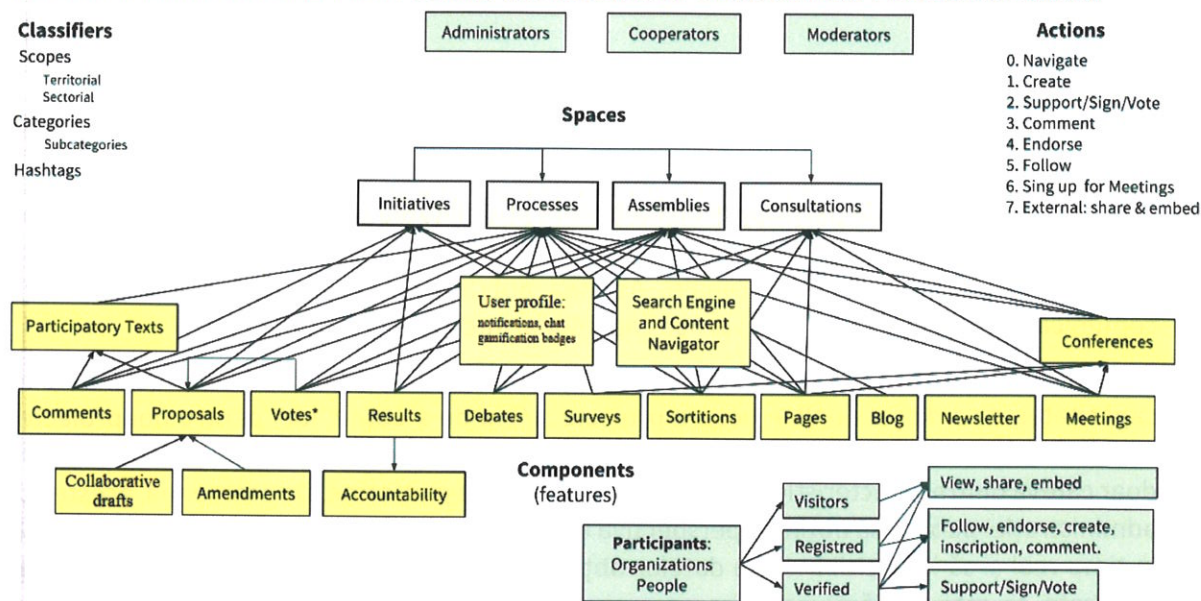 Classifiers
Scopes
Territorial
Sectorial
Categories
Subcategories
Hashtags
Administrators
Cooperators
Moderators
Actions
0. Navigate
1. Create
2. Support/Sign/Vote
3. Comment
4. Endorse
5. Follow
6. Sing up for Meetings
7. External: share & embed
Spaces
Initiatives
Processes
Assemblies
Consultations
User profile:
notifications, chat
gamification badges
Search Engine
and Content
Navigator
Participatory Texts
Conferences
Comments
Proposals
Votes*
Results
Debates
Surveys
Sortitions
Pages
Blog
Newsletter
Meetings
Collaborative
drafts
Amendments
Accountability
Components
(features)
Participants:
Organizations
People
Visitors
Registred
Verified
View, share, embed
Follow, endorse, create,
inscription, comment.
Support/Sign/Vote